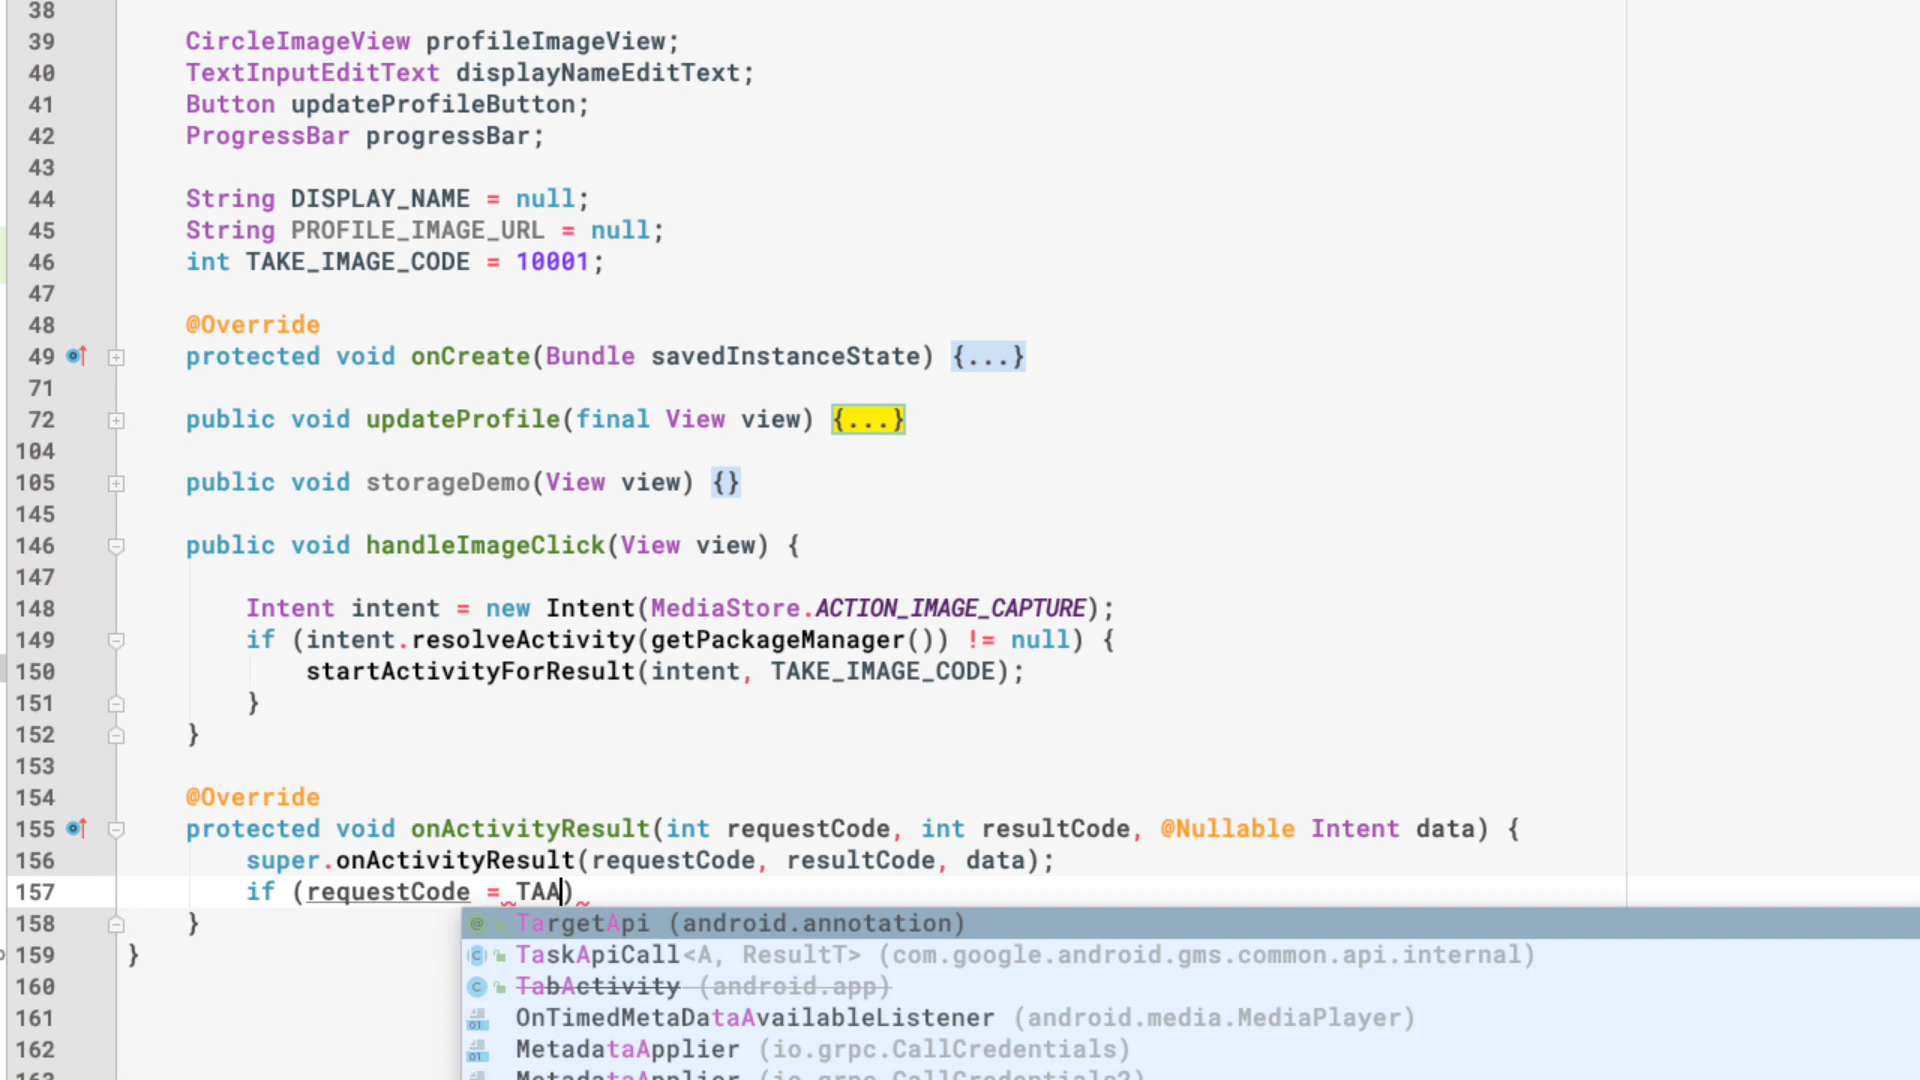 38
39 CircleImageView profileImageView;
40 TextInputEditText displayNameEditText;
41 Button updateProfileButton;
42 ProgressBar progressBar;
43
44 String DISPLAY_NAME = null;
45 String PROFILE_IMAGE_URL = null;
46 int TAKE_IMAGE_CODE = 10001;
47
48 @Override
49 protected void onCreate(Bundle savedInstanceState) {...}
71
72 public void updateProfile(final View view) {...}
104
105 public void storageDemo(View view) {}
145
146 public void handleImageClick(View view) {
147
148 Intent intent = new Intent(MediaStore.ACTION_IMAGE_CAPTURE);
149 if (intent.resolveActivity(getPackageManager()) != null) {
150 startActivityForResult(intent, TAKE_IMAGE_CODE);
151 }
152 }
153
154 @Override
155 protected void onActivityResult(int requestCode, int resultCode, @Nullable Intent data) {
156 super.onActivityResult(requestCode, resultCode, data);
157 if (requestCode = TAA)
158 }
@ TargetApi (android.annotation)
159 }
C TaskApiCall<A, ResultT> (com.google.android.gms.common.api.internal)
160
C TabActivity (android.app)
161
OnTimedMetaDataAvailableListener (android.media.MediaPlayer)
162
MetadataApplier (io.grpc.CallCredentials)
163
MetadataApplier (io.grpc.CallCredentials2)